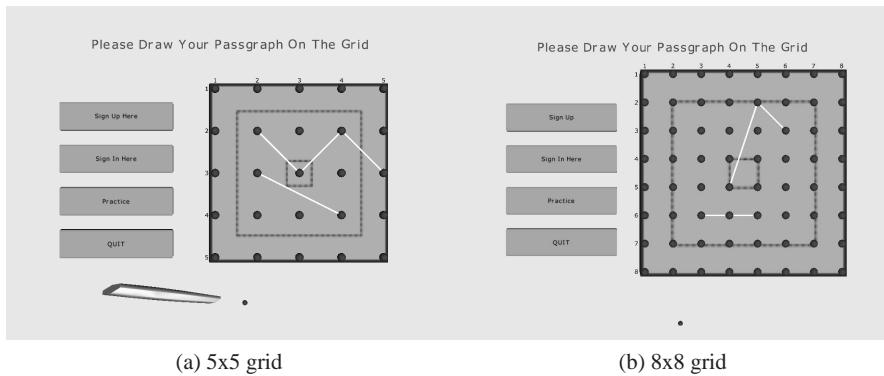 Please Draw Your Passgraph On The Grid
1 2 3 4 5
1
Sign Up Here
2
Sign In Here
3
Practice
4
QUIT
5
(a) 5x5 grid
Please Draw Your Passgraph On The Grid
1 2 3 4 5 6 7 8
1
2
Sign Up
3
4
Sign In Here
5
Practice
6
QUIT
7
8
(b) 8x8 grid